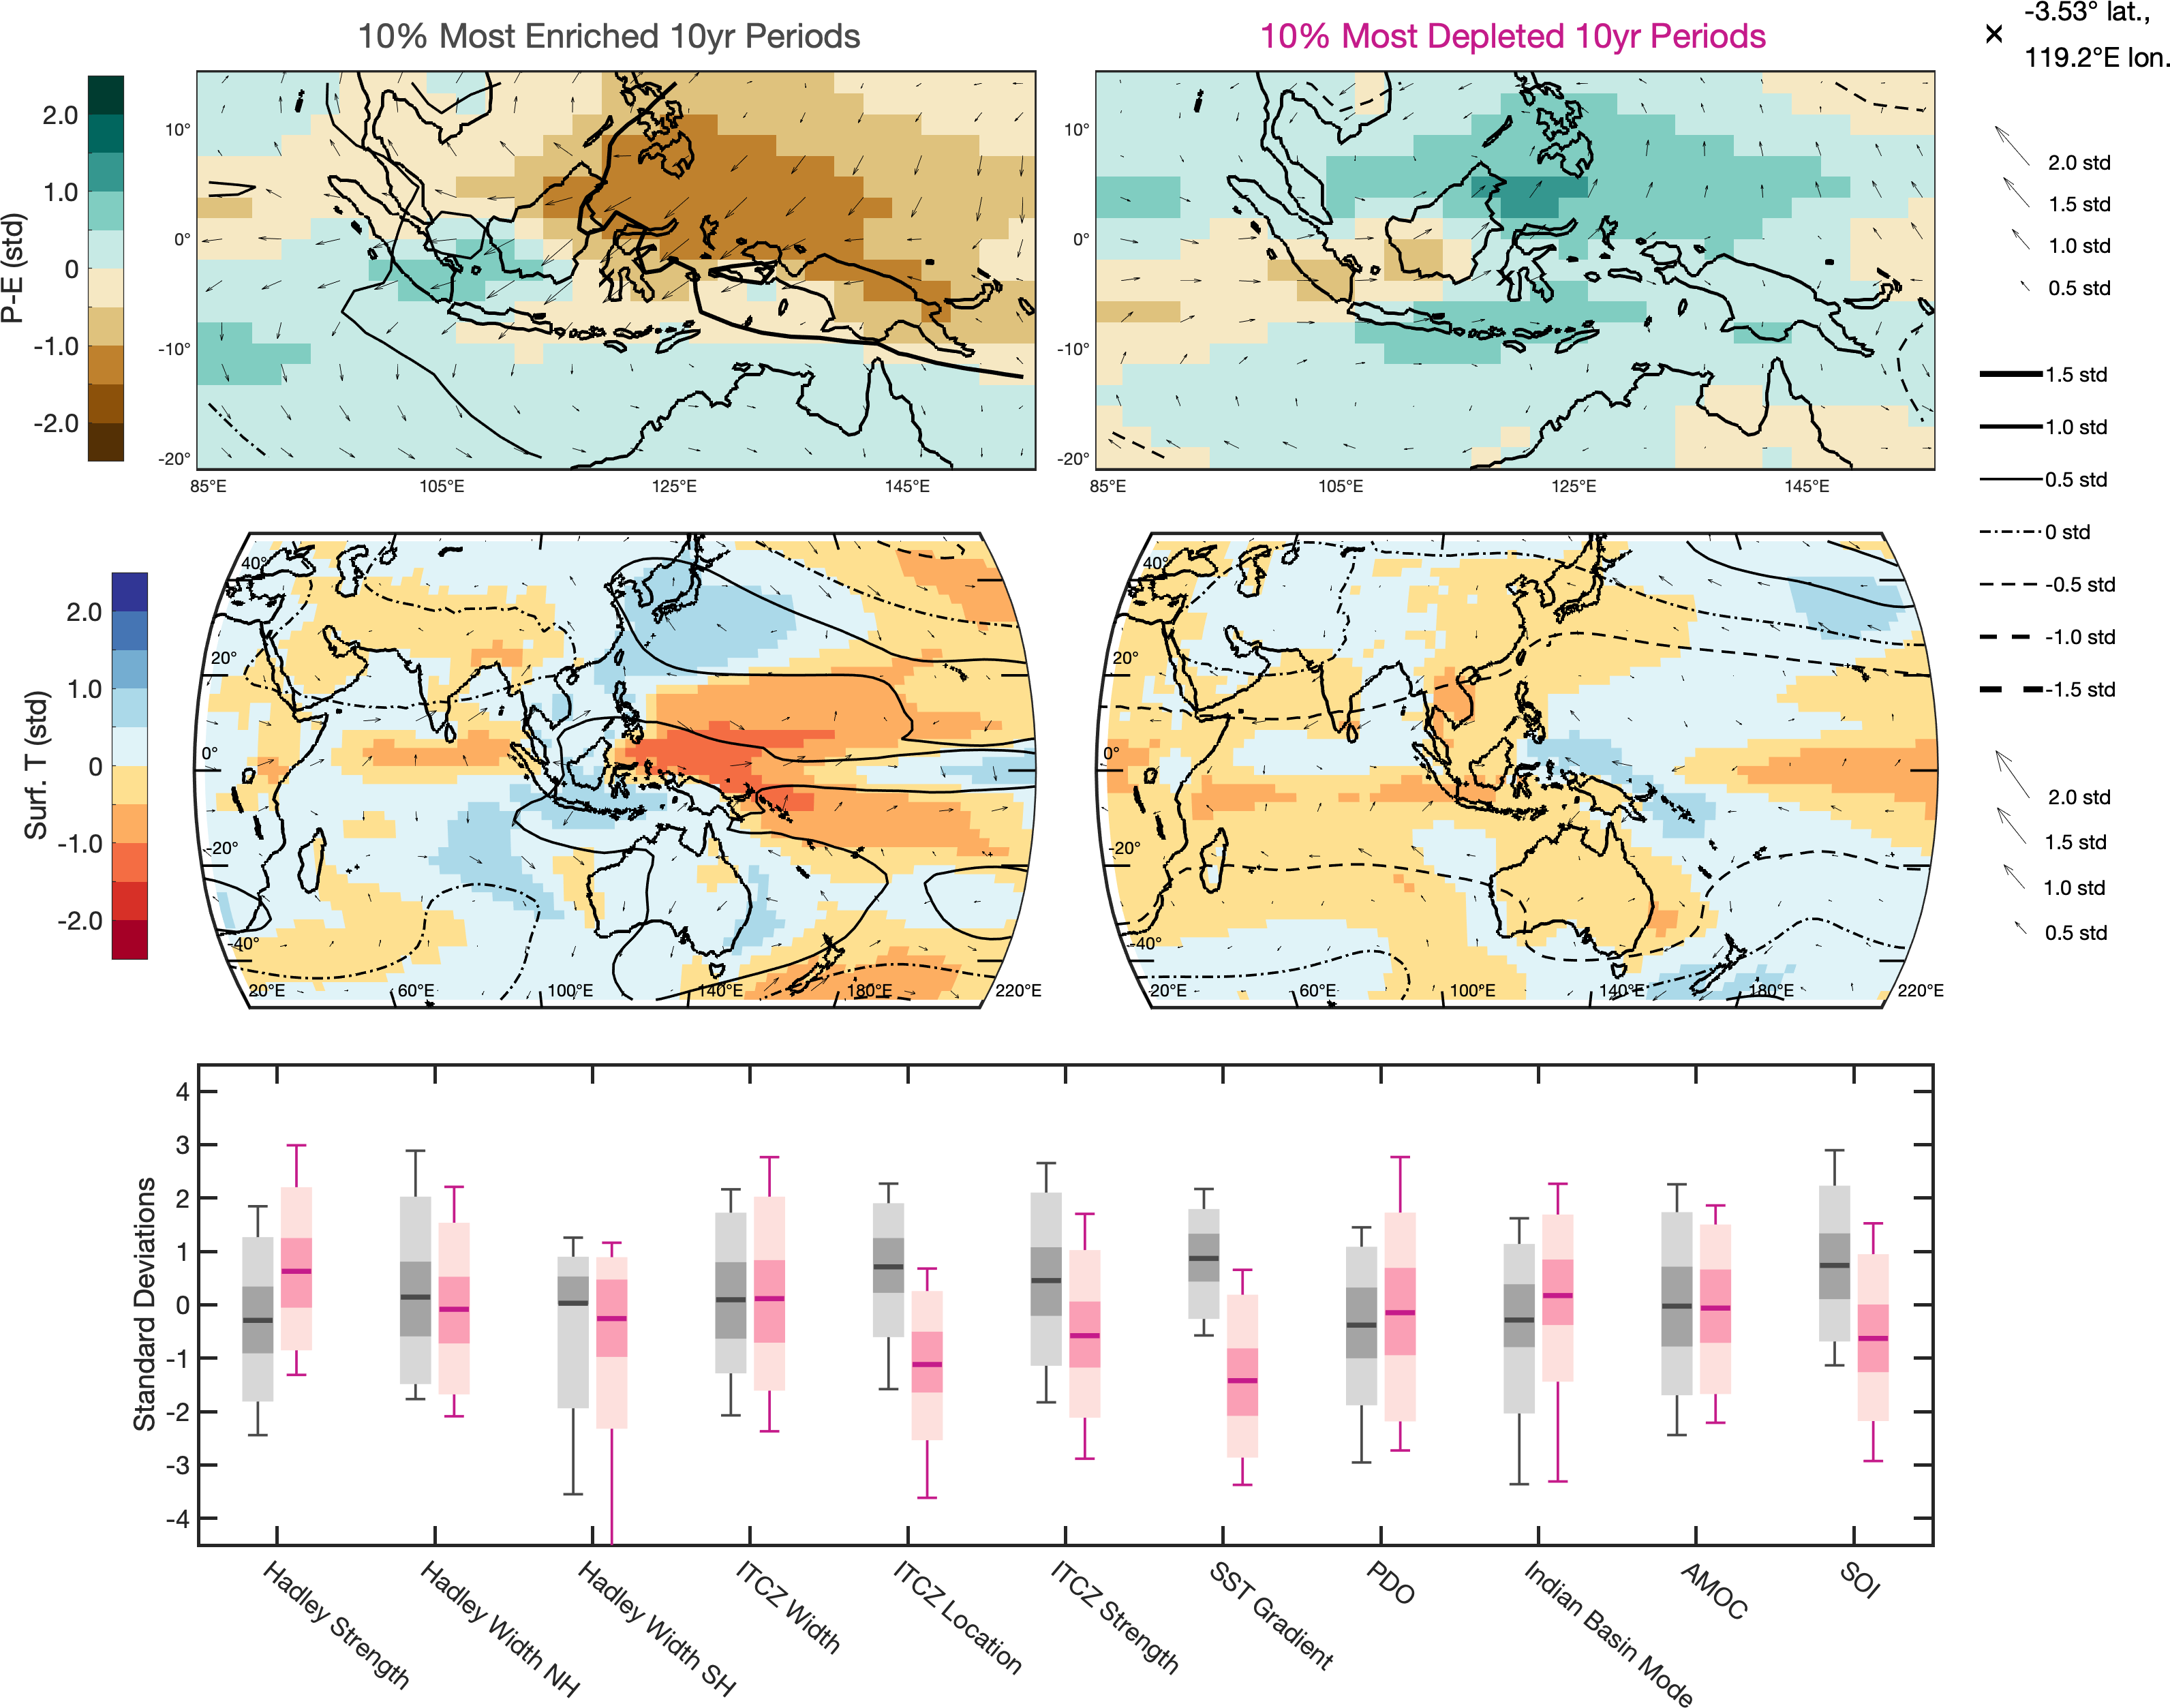 10% Most Enriched 10yr Periods
10% Most Depleted 10yr Periods
-3.53° lat.,
119.2°E lon.
P-E (std)
2.0
1.0
0
-1.0
-2.0
10°
0°
-10°
-20°
85°E
105°E
125°E
145°E
10°
0°
-10°
-20°
85°E
105°E
125°E
145°E
2.0 std
1.5 std
1.0 std
0.5 std
1.5 std
1.0 std
0.5 std
0 std
-0.5 std
-1.0 std
-1.5 std
Surf. T (std)
2.0
1.0
0
-1.0
-2.0
40°
20°
0°
-20°
-40°
20°E
60°E
100°E
140°E
180°E
220°E
40°
20°
0°
-20°
-40°
20°E
60°E
100°E
140°E
180°E
220°E
2.0 std
1.5 std
1.0 std
0.5 std
Standard Deviations
4
3
2
1
0
-1
-2
-3
-4
Hadley Strength
Hadley Width NH
Hadley Width SH
ITCZ Width
ITCZ Location
ITCZ Strength
SST Gradient
PDO
Indian Basin Mode
AMOC
SOI